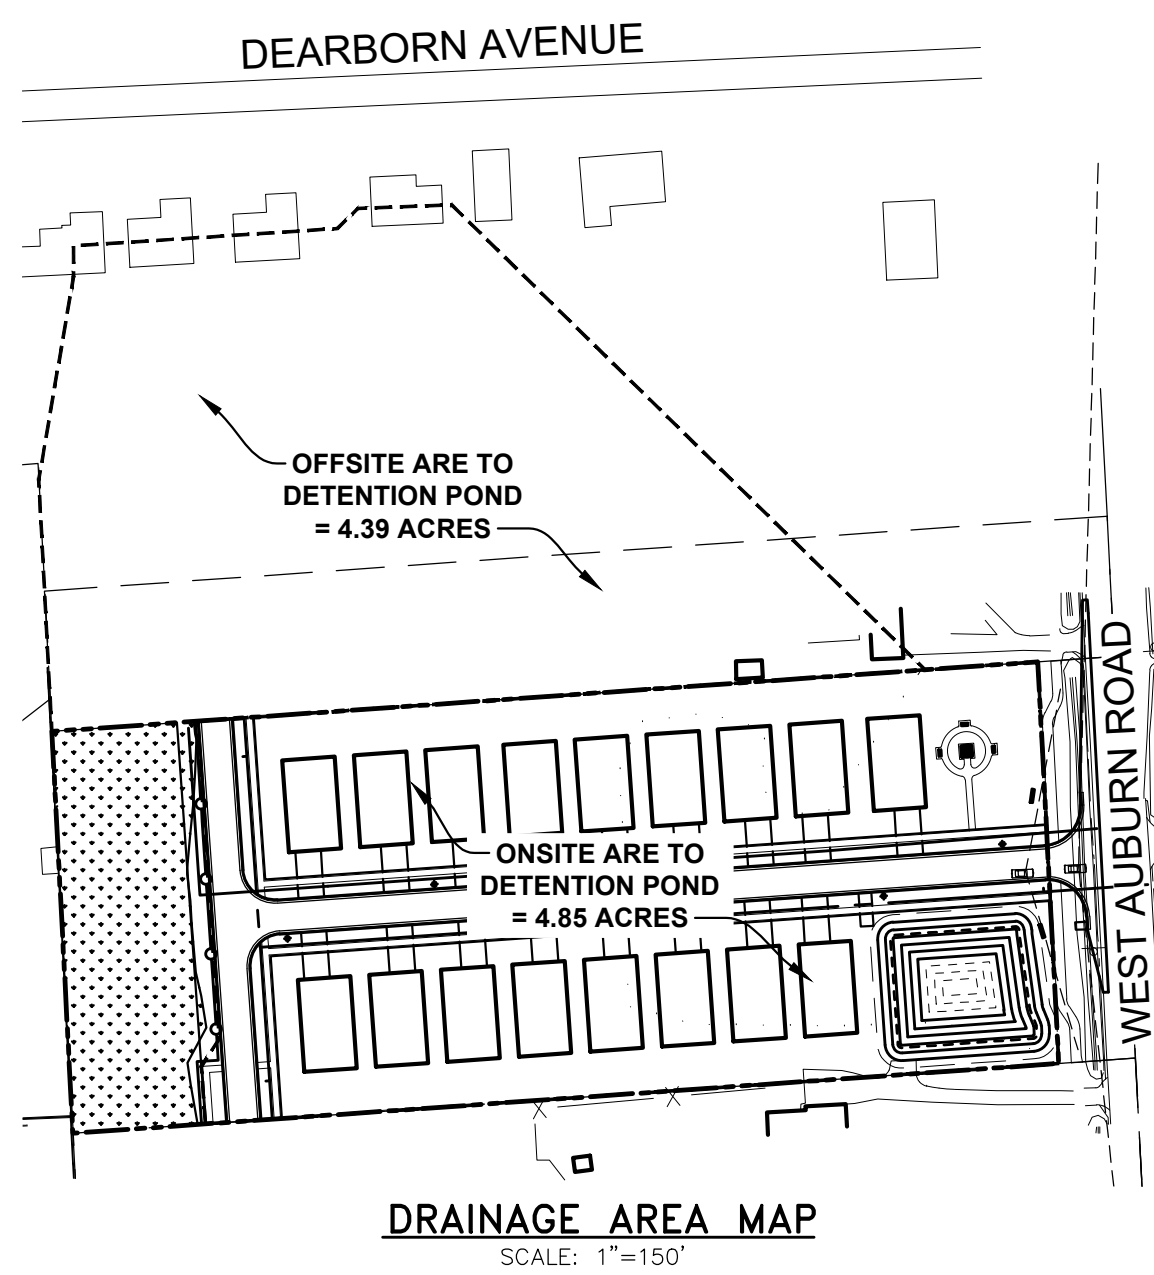 DEARBORN AVENUE
OFFSITE ARE TO
DETENTION POND
= 4.39 ACRES
WEST AUBURN ROAD
ONSITE ARE TO
DETENTION POND
= 4.85 ACRES
DRAINAGE AREA MAP
SCALE: 1"=150'